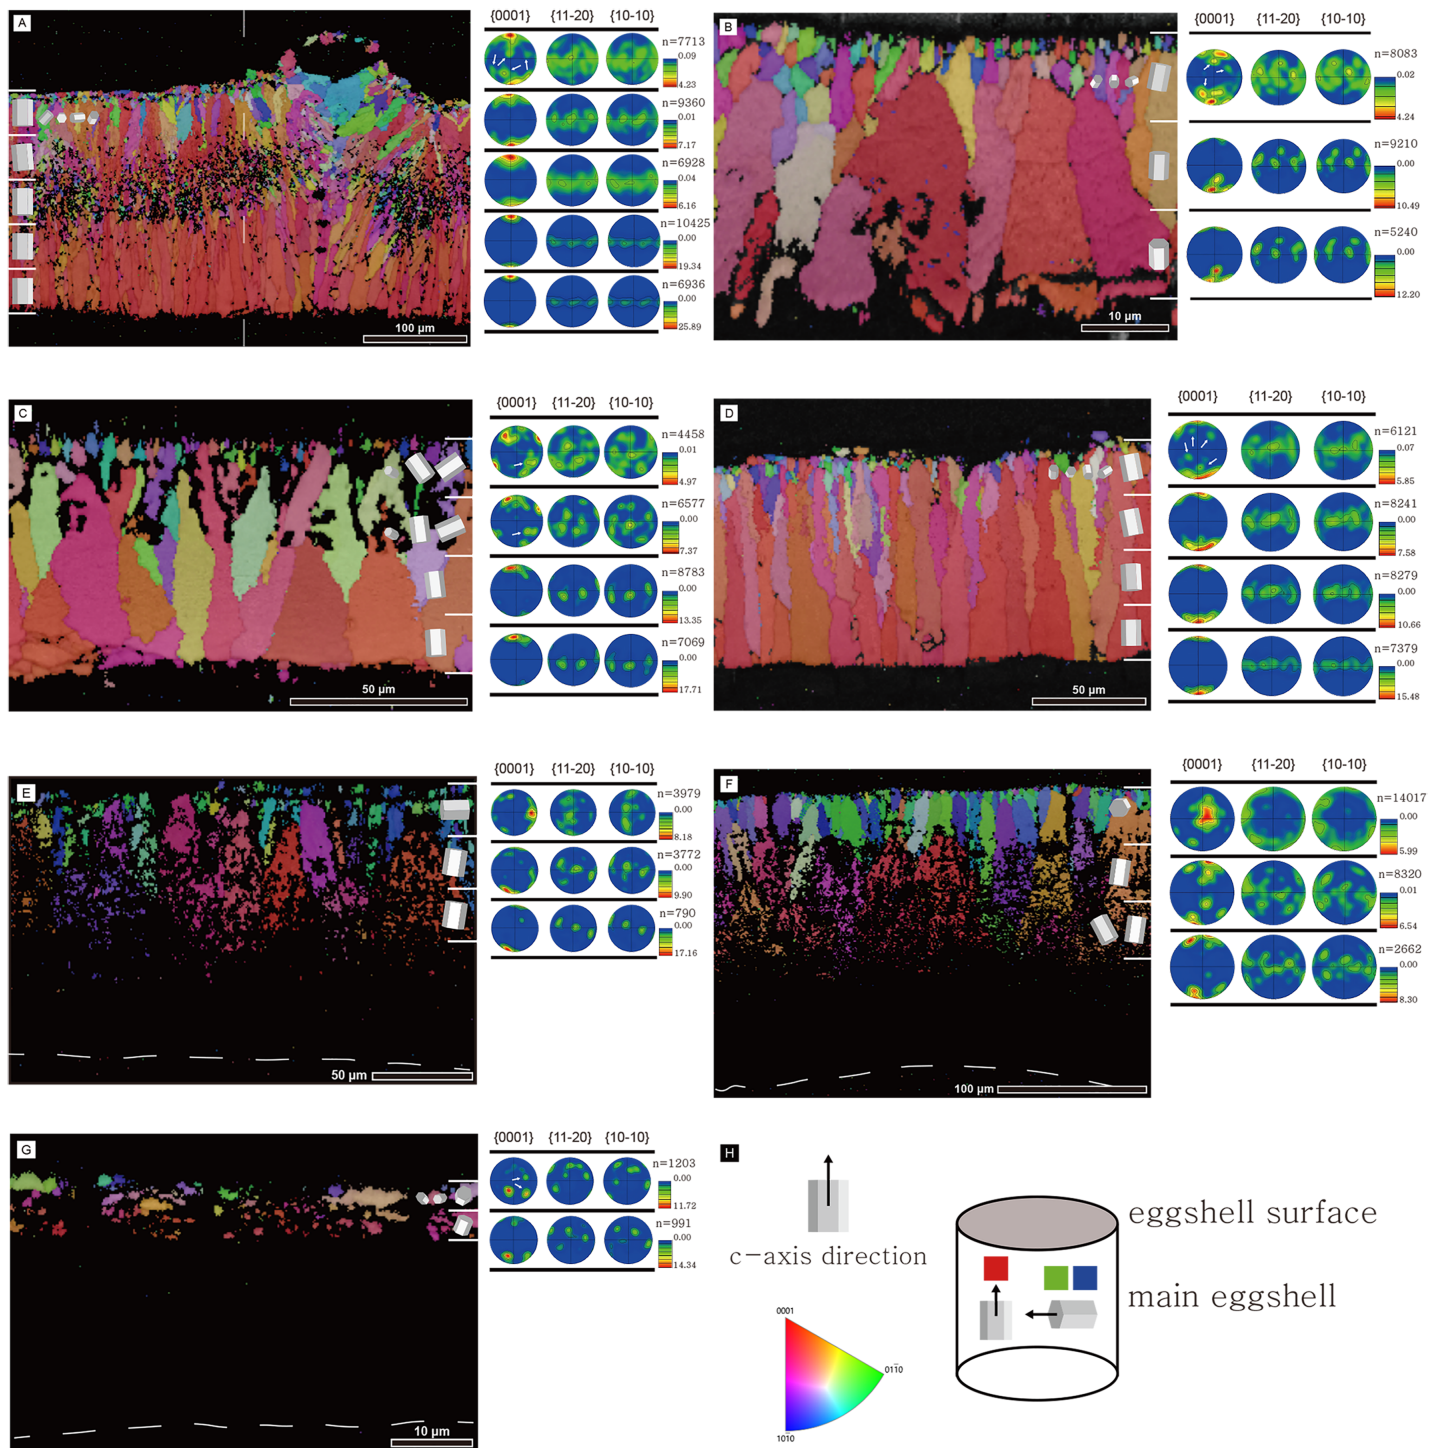 A
{0001} {11-20} {10-10}
n=7713
0.09
4.23
n=9360
0.01
7.17
n=6928
0.04
6.16
n=10425
0.00
19.34
n=6936
0.00
25.89
100 µm
B
{0001} {11-20} {10-10}
n=8083
0.02
4.24
n=9210
0.00
10.49
n=5240
0.00
12.20
10 µm
C
{0001} {11-20} {10-10}
n=4458
0.01
4.97
n=6577
0.00
7.37
n=8783
0.00
13.35
n=7069
0.00
17.71
50 µm
D
{0001} {11-20} {10-10}
n=6121
0.07
5.85
n=8241
0.00
7.58
n=8279
0.00
10.66
n=7379
0.00
15.48
50 µm
E
{0001} {11-20} {10-10}
n=3979
0.00
8.18
n=3772
0.00
9.90
n=790
0.00
17.16
50 µm
F
{0001} {11-20} {10-10}
n=14017
0.00
5.99
n=8320
0.01
6.54
n=2662
0.00
8.30
100 µm
G
{0001} {11-20} {10-10}
n=1203
0.00
11.72
n=991
0.00
14.34
10 µm
H
c-axis direction
eggshell surface
main eggshell
0001
011̄0
101̄0